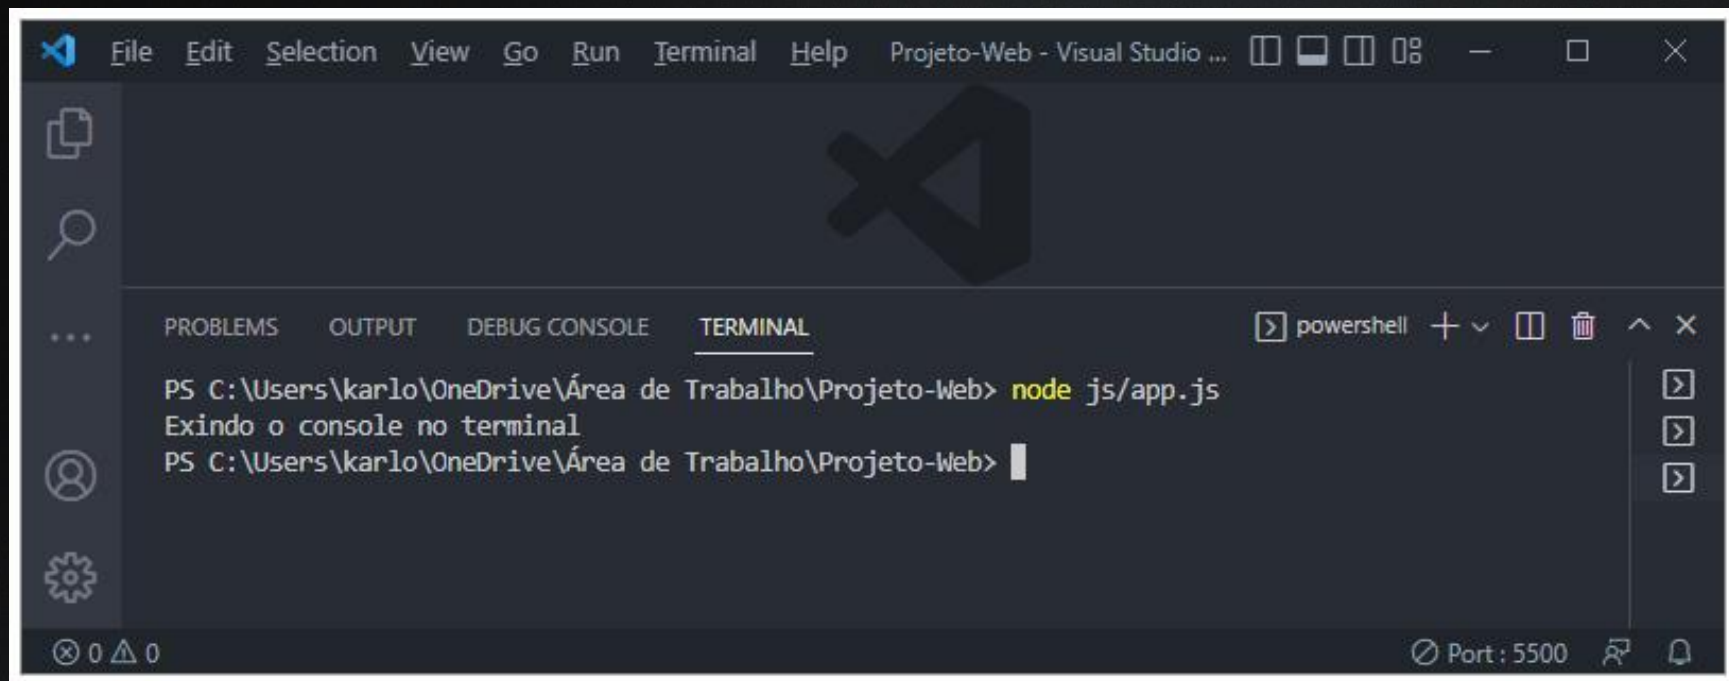 File Edit Selection View Go Run Terminal Help Projeto-Web - Visual Studio ...
PROBLEMS OUTPUT DEBUG CONSOLE TERMINAL powershell
PS C:\Users\karlo\OneDrive\Área de Trabalho\Projeto-Web> node js/app.js
Exindo o console no terminal
PS C:\Users\karlo\OneDrive\Área de Trabalho\Projeto-Web>
0 0 Port : 5500